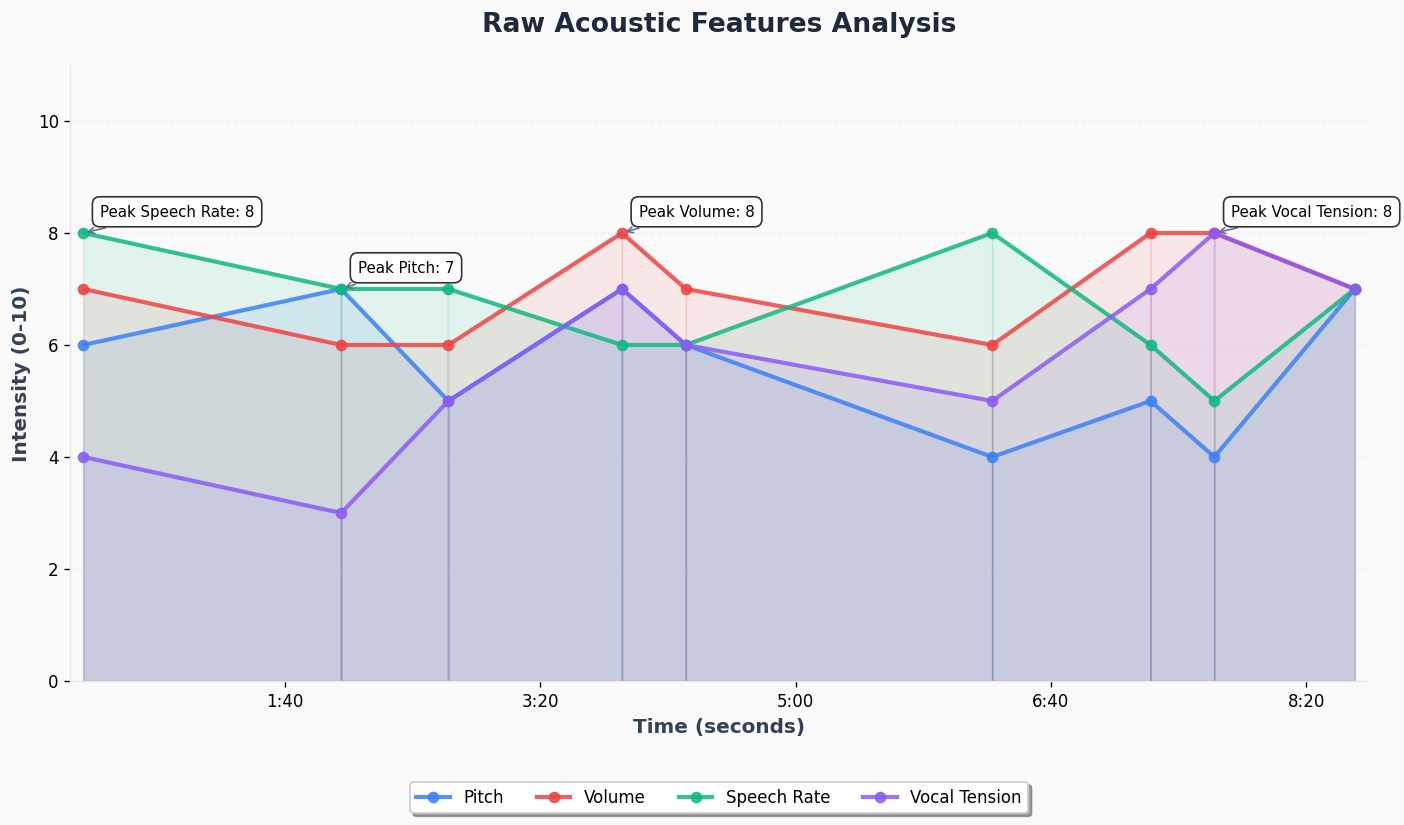 Raw Acoustic Features Analysis
Peak Speech Rate: 8
Peak Pitch: 7
Peak Volume: 8
Peak Vocal Tension: 8
Intensity (0-10)
10
8
6
4
2
0
1:40
3:20
5:00
6:40
8:20
Time (seconds)
Pitch
Volume
Speech Rate
Vocal Tension